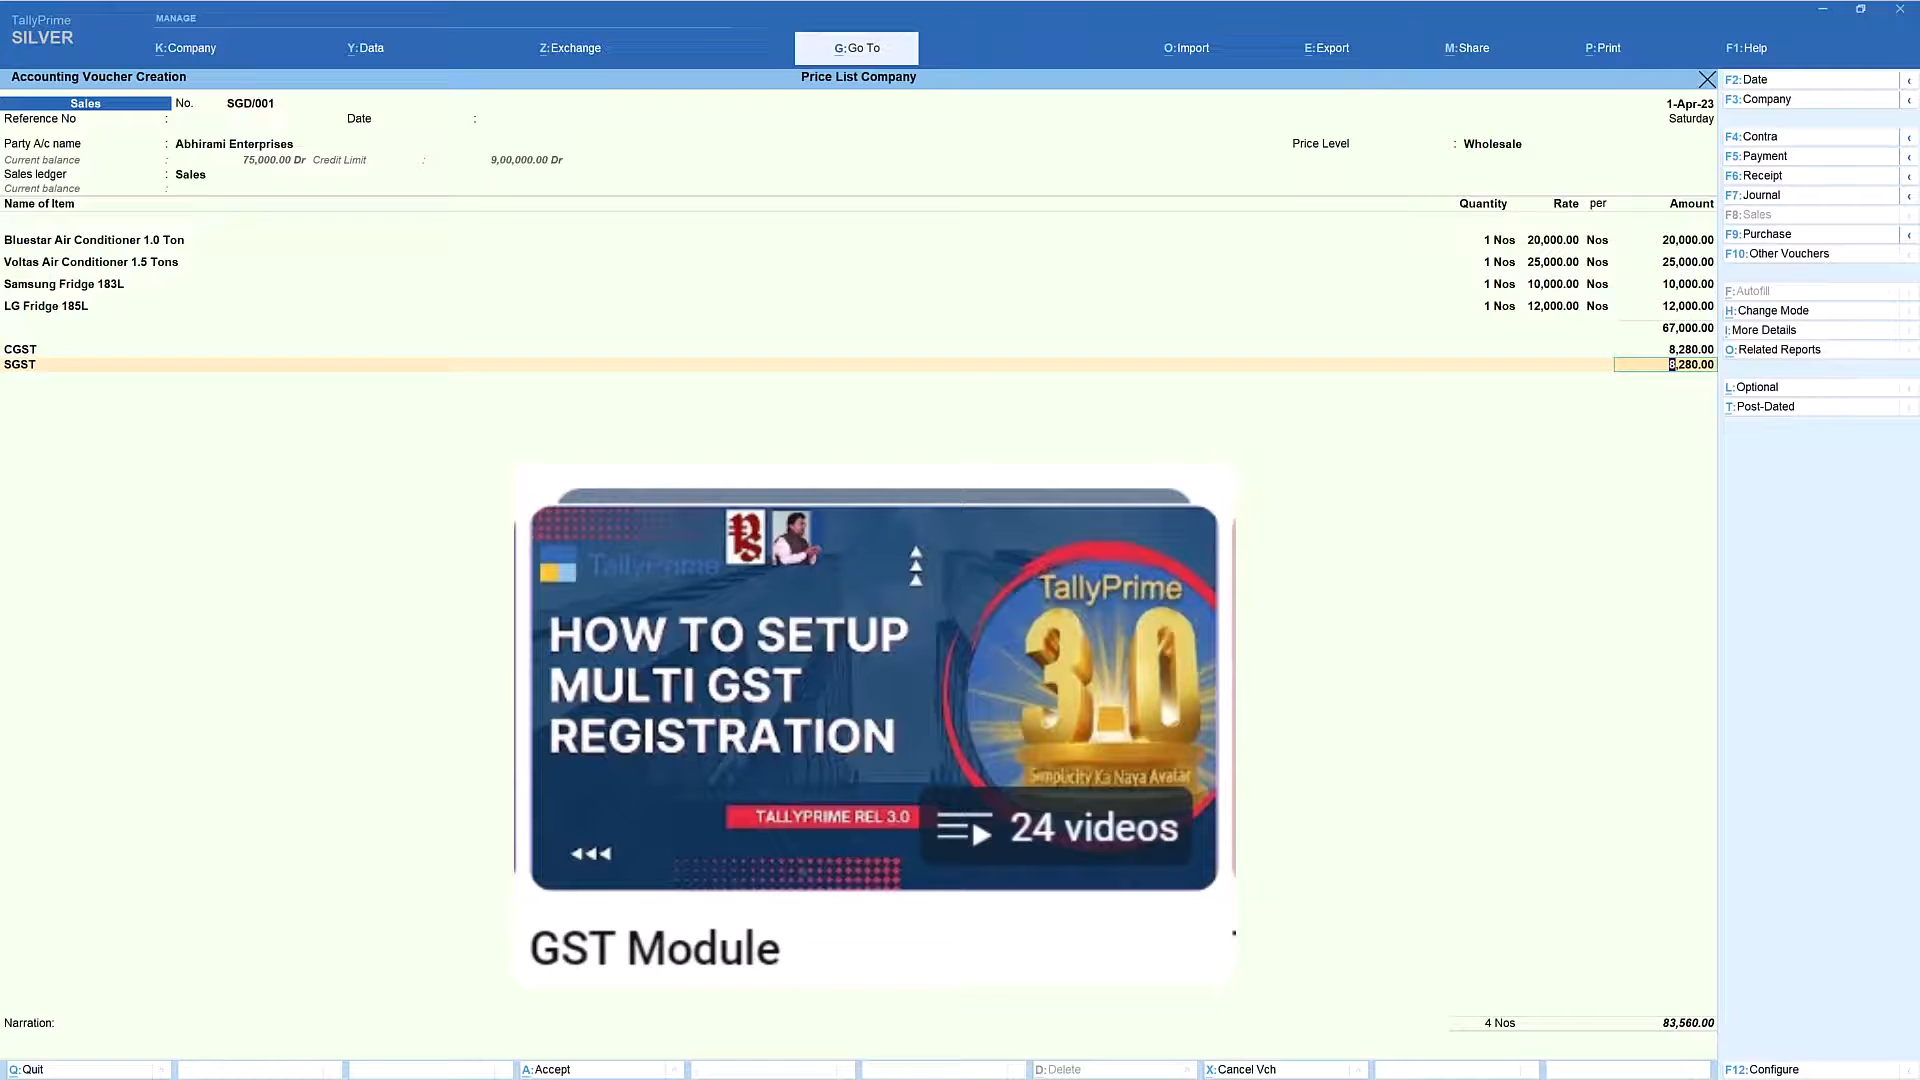 TallyPrime
SILVER
MANAGE
K:Company Y:Data Z:Exchange G:Go To O:Import E:Export M:Share P:Print F1:Help
Accounting Voucher Creation Price List Company
Sales No. SGD/001 1-Apr-23
Reference No : Date : Saturday
Party A/c name : Abhirami Enterprises Price Level : Wholesale
Current balance : 75,000.00 Dr Credit Limit : 9,00,000.00 Dr
Sales ledger : Sales
Current balance :
Name of Item Quantity Rate per Amount
Bluestar Air Conditioner 1.0 Ton 1 Nos 20,000.00 Nos 20,000.00
Voltas Air Conditioner 1.5 Tons 1 Nos 25,000.00 Nos 25,000.00
Samsung Fridge 183L 1 Nos 10,000.00 Nos 10,000.00
LG Fridge 185L 1 Nos 12,000.00 Nos 12,000.00
67,000.00
CGST 8,280.00
SGST 8,280.00
TallyPrime
HOW TO SETUP
MULTI GST
REGISTRATION
TALLYPRIME REL 3.0
TallyPrime
3.0
Simplicity Ka Naya Avatar
24 videos
GST Module
Narration: 4 Nos 83,560.00
Q:Quit A:Accept D:Delete X:Cancel Vch
F2:Date
F3:Company
F4:Contra
F5:Payment
F6:Receipt
F7:Journal
F8:Sales
F9:Purchase
F10:Other Vouchers
F:Autofill
H:Change Mode
I:More Details
O:Related Reports
L:Optional
T:Post-Dated
F12:Configure